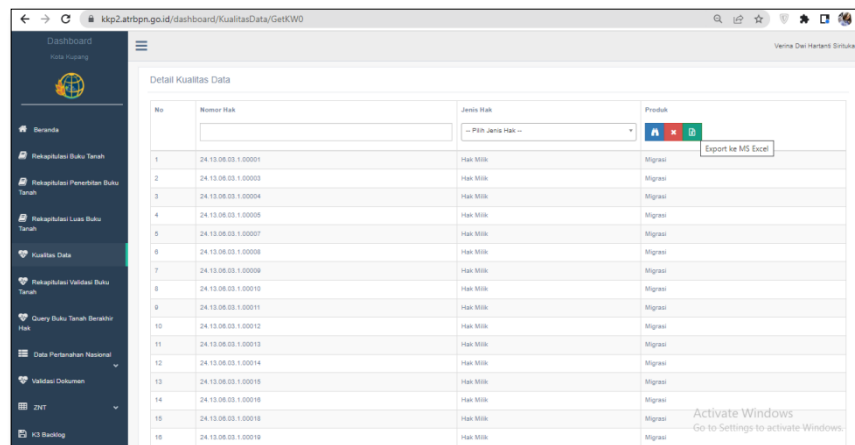 kkp2.atrbpn.go.id/dashboard/KualitasData/GetKW0
Dashboard
Kota Kupang
Verina Dwi Hartanti
Beranda
Rekapitulasi Buku Tanah
Rekapitulasi Penerbitan Buku
Tanah
Rekapitulasi Luas Buku
Tanah
Kualitas Data
Rekapitulasi Validasi Buku
Tanah
Query Buku Tanah Berakhir
Hak
Data Pertanahan Nasional
Validasi Dokumen
ZNT
K3 Backlog
Detail Kualitas Data
No Nomor Hak Jenis Hak Produk
-- Pilih Jenis Hak --
Export ke MS Excel
1 24.13.06.03.1.00001 Hak Milik Migrasi
2 24.13.06.03.1.00003 Hak Milik Migrasi
3 24.13.06.03.1.00004 Hak Milik Migrasi
4 24.13.06.03.1.00005 Hak Milik Migrasi
5 24.13.06.03.1.00007 Hak Milik Migrasi
6 24.13.06.03.1.00008 Hak Milik Migrasi
7 24.13.06.03.1.00009 Hak Milik Migrasi
8 24.13.06.03.1.00010 Hak Milik Migrasi
9 24.13.06.03.1.00011 Hak Milik Migrasi
10 24.13.06.03.1.00012 Hak Milik Migrasi
11 24.13.06.03.1.00013 Hak Milik Migrasi
12 24.13.06.03.1.00014 Hak Milik Migrasi
13 24.13.06.03.1.00015 Hak Milik Migrasi
14 24.13.06.03.1.00016 Hak Milik Migrasi
15 24.13.06.03.1.00018 Hak Milik Migrasi
16 24.13.06.03.1.00019 Hak Milik Migrasi
Activate Windows
Go to Settings to activate Windows.